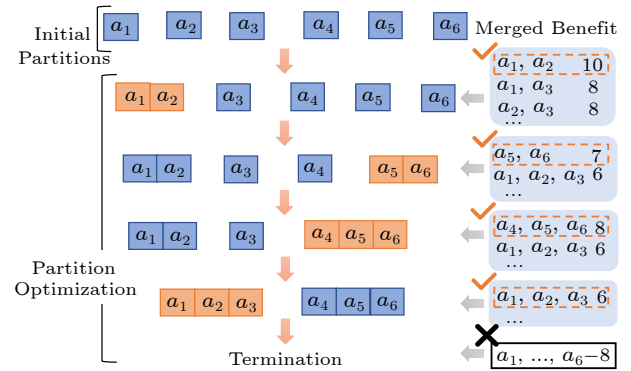 Initial
Partitions
a₁ a₂ a₃ a₄ a₅ a₆
Merged Benefit
a₁, a₂ 10
a₁, a₃ 8
a₂, a₃ 8
...
a₁ a₂ a₃ a₄ a₅ a₆
a₅, a₆ 7
a₁, a₂, a₃ 6
...
a₁ a₂ a₃ a₄ a₅ a₆
a₄, a₅, a₆ 8
a₁, a₂, a₃ 6
...
a₁ a₂ a₃ a₄ a₅ a₆
Partition
Optimization
a₁, a₂, a₃ 6
...
a₁ a₂ a₃ a₄ a₅ a₆
Termination
a₁, ..., a₆−8